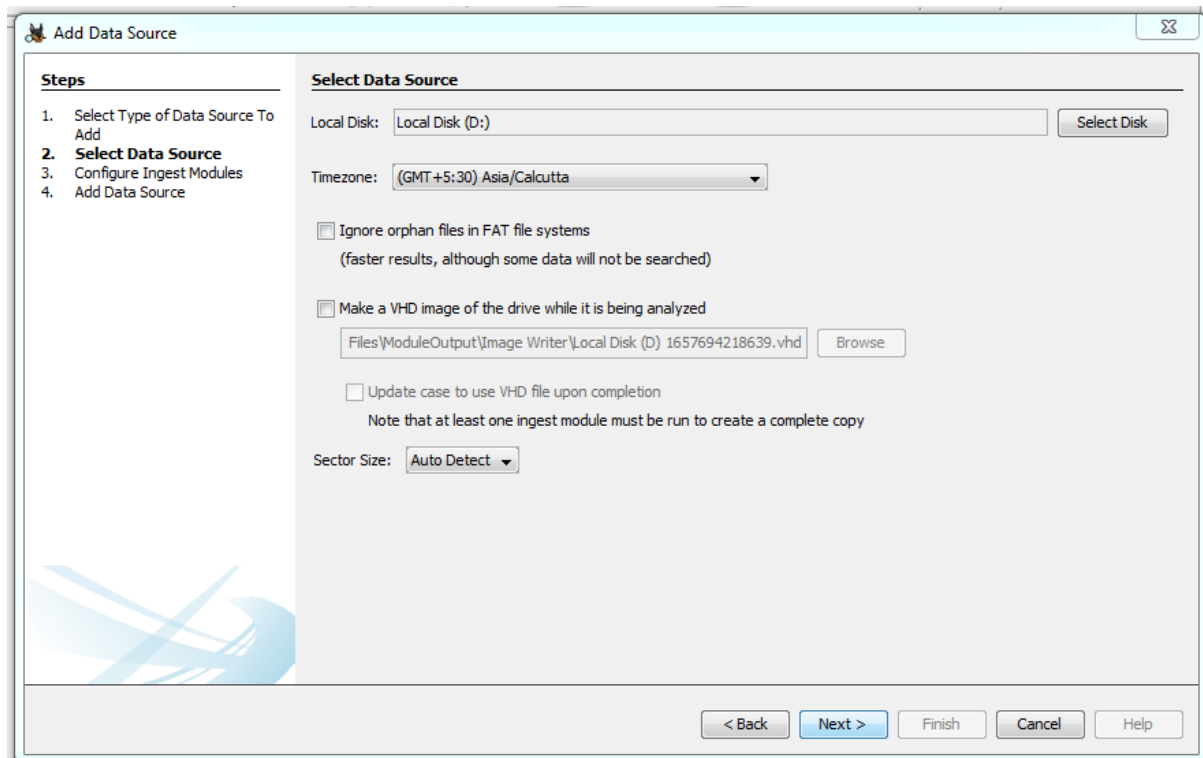 Add Data Source
Steps
1. Select Type of Data Source To
Add
2. Select Data Source
3. Configure Ingest Modules
4. Add Data Source
Select Data Source
Local Disk: Local Disk (D:) Select Disk
Timezone: (GMT+5:30) Asia/Calcutta
Ignore orphan files in FAT file systems
(faster results, although some data will not be searched)
Make a VHD image of the drive while it is being analyzed
Files\ModuleOutput\Image Writer\Local Disk (D) 1657694218639.vhd Browse
Update case to use VHD file upon completion
Note that at least one ingest module must be run to create a complete copy
Sector Size: Auto Detect
< Back Next > Finish Cancel Help